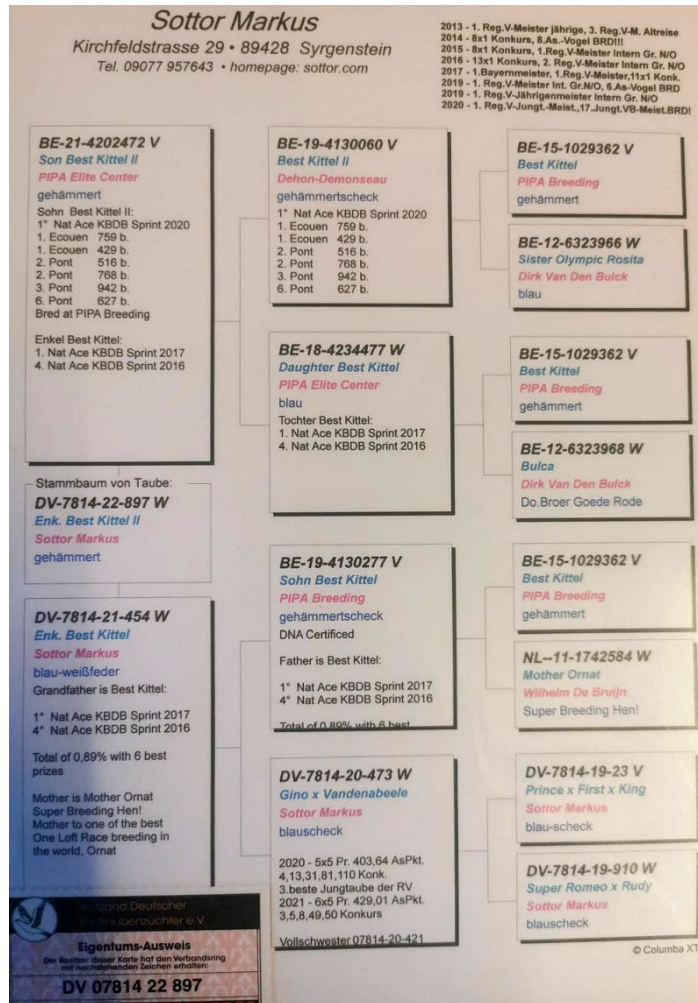 Sottor Markus
Kirchfeldstrasse 29 • 89428 Syrgenstein
Tel. 09077 957643 • homepage: sottor.com
2013 - 1. Reg.V-Meister jährige, 3. Reg.V-M. Altreise
2014 - 8x1 Konkurs, 8.As.-Vogel BRD!!!
2015 - 8x1 Konkurs, 1.Reg.V-Meister Intern Gr. N/O
2016 - 13x1 Konkurs, 2. Reg.V-Meister Intern Gr. N/O
2017 - 1.Bayernmeister, 1.Reg.V-Meister,11x1 Konk.
2019 - 1. Reg.V-Meister Int. Gr.N/O, 6.As-Vogel BRD
2019 - 1. Reg.V-Jährigenmeister Intern Gr. N/O
2020 - 1. Reg.V-Jungt.-Meist.,17.Jungt.VB-Meist.BRD!
BE-21-4202472 V
Son Best Kittel II
PIPA Elite Center
gehämmert
Sohn Best Kittel II:
1° Nat Ace KBDB Sprint 2020
1. Ecouen 759 b.
1. Ecouen 429 b.
2. Pont 516 b.
2. Pont 768 b.
3. Pont 942 b.
6. Pont 627 b.
Bred at PIPA Breeding
Enkel Best Kittel:
1. Nat Ace KBDB Sprint 2017
4. Nat Ace KBDB Sprint 2016
Stammbaum von Taube:
DV-7814-22-897 W
Enk. Best Kittel II
Sottor Markus
gehämmert
DV-7814-21-454 W
Enk. Best Kittel
Sottor Markus
blau-weißfeder
Grandfather is Best Kittel:
1° Nat Ace KBDB Sprint 2017
4° Nat Ace KBDB Sprint 2016
Total of 0,89% with 6 best
prizes
Mother is Mother Ornat
Super Breeding Hen!
Mother to one of the best
One Loft Race breeding in
the world, Ornat
BE-19-4130060 V
Best Kittel II
Dehon-Demonseau
gehämmertscheck
1° Nat Ace KBDB Sprint 2020
1. Ecouen 759 b.
1. Ecouen 429 b.
2. Pont 516 b.
2. Pont 768 b.
3. Pont 942 b.
6. Pont 627 b.
BE-18-4234477 W
Daughter Best Kittel
PIPA Elite Center
blau
Tochter Best Kittel:
1. Nat Ace KBDB Sprint 2017
4. Nat Ace KBDB Sprint 2016
BE-19-4130277 V
Sohn Best Kittel
PIPA Breeding
gehämmertscheck
DNA Certificed
Father is Best Kittel:
1° Nat Ace KBDB Sprint 2017
4° Nat Ace KBDB Sprint 2016
Total of 0,89% with 6 best
DV-7814-20-473 W
Gino x Vandenabeele
Sottor Markus
blauscheck
2020 - 5x5 Pr. 403,64 AsPkt.
4,13,31,81,110 Konk.
3.beste Jungtaube der RV
2021 - 6x5 Pr. 429,01 AsPkt.
3,5,8,49,50 Konkurs
Vollschwester 07814-20-421
BE-15-1029362 V
Best Kittel
PIPA Breeding
gehämmert
BE-12-6323966 W
Sister Olympic Rosita
Dirk Van Den Bulck
blau
BE-15-1029362 V
Best Kittel
PIPA Breeding
gehämmert
BE-12-6323968 W
Bulca
Dirk Van Den Bulck
Do.Broer Goede Rode
BE-15-1029362 V
Best Kittel
PIPA Breeding
gehämmert
NL--11-1742584 W
Mother Ornat
Wilhelm De Bruijn
Super Breeding Hen!
DV-7814-19-23 V
Prince x First x King
Sottor Markus
blau-scheck
DV-7814-19-910 W
Super Romeo x Rudy
Sottor Markus
blauscheck
© Columba XT
Verband Deutscher
Brieftaubenzüchter e.V.
Eigentums-Ausweis
Der Besitzer dieser Karte hat den Verbandsring
mit nachstehenden Zeichen erhalten:
DV 07814 22 897